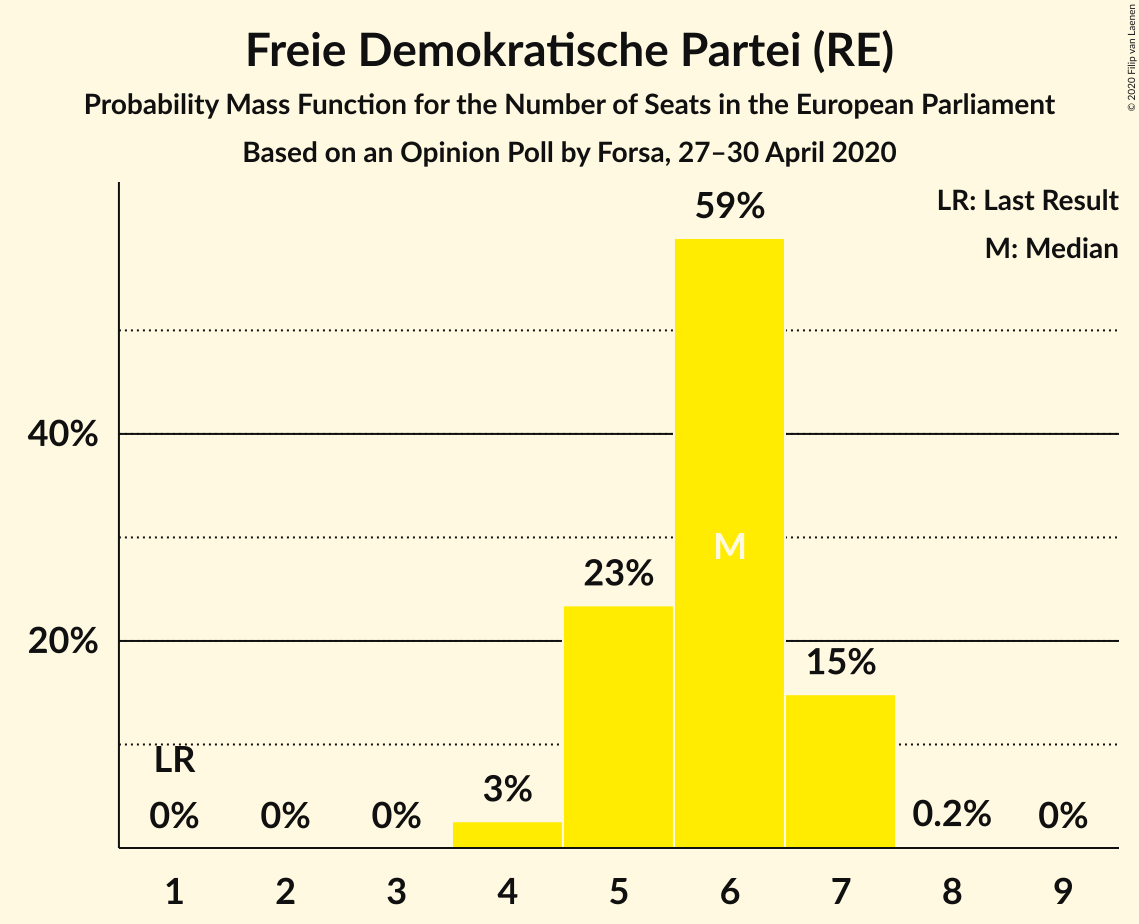 Freie Demokratische Partei (RE)
Probability Mass Function for the Number of Seats in the European Parliament
Based on an Opinion Poll by Forsa, 27–30 April 2020
© 2020 Filip van Laenen
LR: Last Result
M: Median
59%
40%
M
23%
20%
15%
LR
3%
0% 0% 0% 0.2% 0%
1 2 3 4 5 6 7 8 9